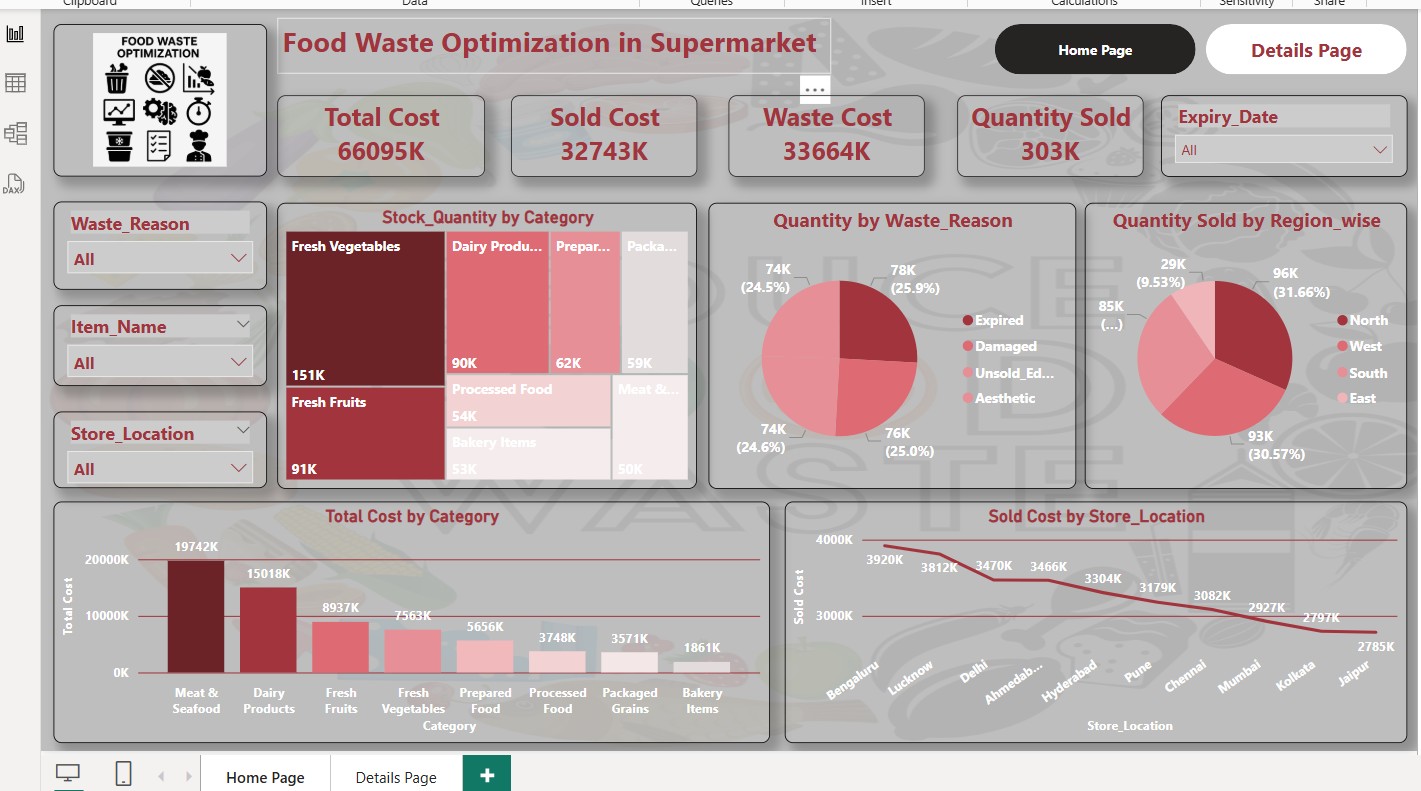 Clipboard
Data
Queries
Insert
Calculations
Sensitivity
Share
FOOD WASTE
OPTIMIZATION
Food Waste Optimization in Supermarket
Home Page
Details Page
Total Cost
66095K
Sold Cost
32743K
Waste Cost
33664K
Quantity Sold
303K
Expiry_Date
All
Waste_Reason
All
Item_Name
All
Store_Location
All
Stock_Quantity by Category
Fresh Vegetables
151K
Fresh Fruits
91K
Dairy Produ...
90K
Prepar...
62K
Packa...
59K
Processed Food
54K
Bakery Items
53K
Meat &...
50K
Quantity by Waste_Reason
74K
(24.5%)
78K
(25.9%)
74K
(24.6%)
76K
(25.0%)
Expired
Damaged
Unsold_Ed...
Aesthetic
Quantity Sold by Region_wise
29K
(9.53%)
96K
(31.66%)
85K
(...)
93K
(30.57%)
North
West
South
East
Total Cost by Category
Total Cost
20000K
10000K
0K
19742K
15018K
8937K
7563K
5656K
3748K
3571K
1861K
Meat &
Seafood
Dairy
Products
Fresh
Fruits
Fresh
Vegetables
Prepared
Food
Processed
Food
Packaged
Grains
Bakery
Items
Category
Sold Cost by Store_Location
Sold Cost
4000K
3000K
3920K
3812K
3470K
3466K
3304K
3179K
3082K
2927K
2797K
2785K
Bengaluru
Lucknow
Delhi
Ahmedab...
Hyderabad
Pune
Chennai
Mumbai
Kolkata
Jaipur
Store_Location
WASTE
DAX
Home Page
Details Page